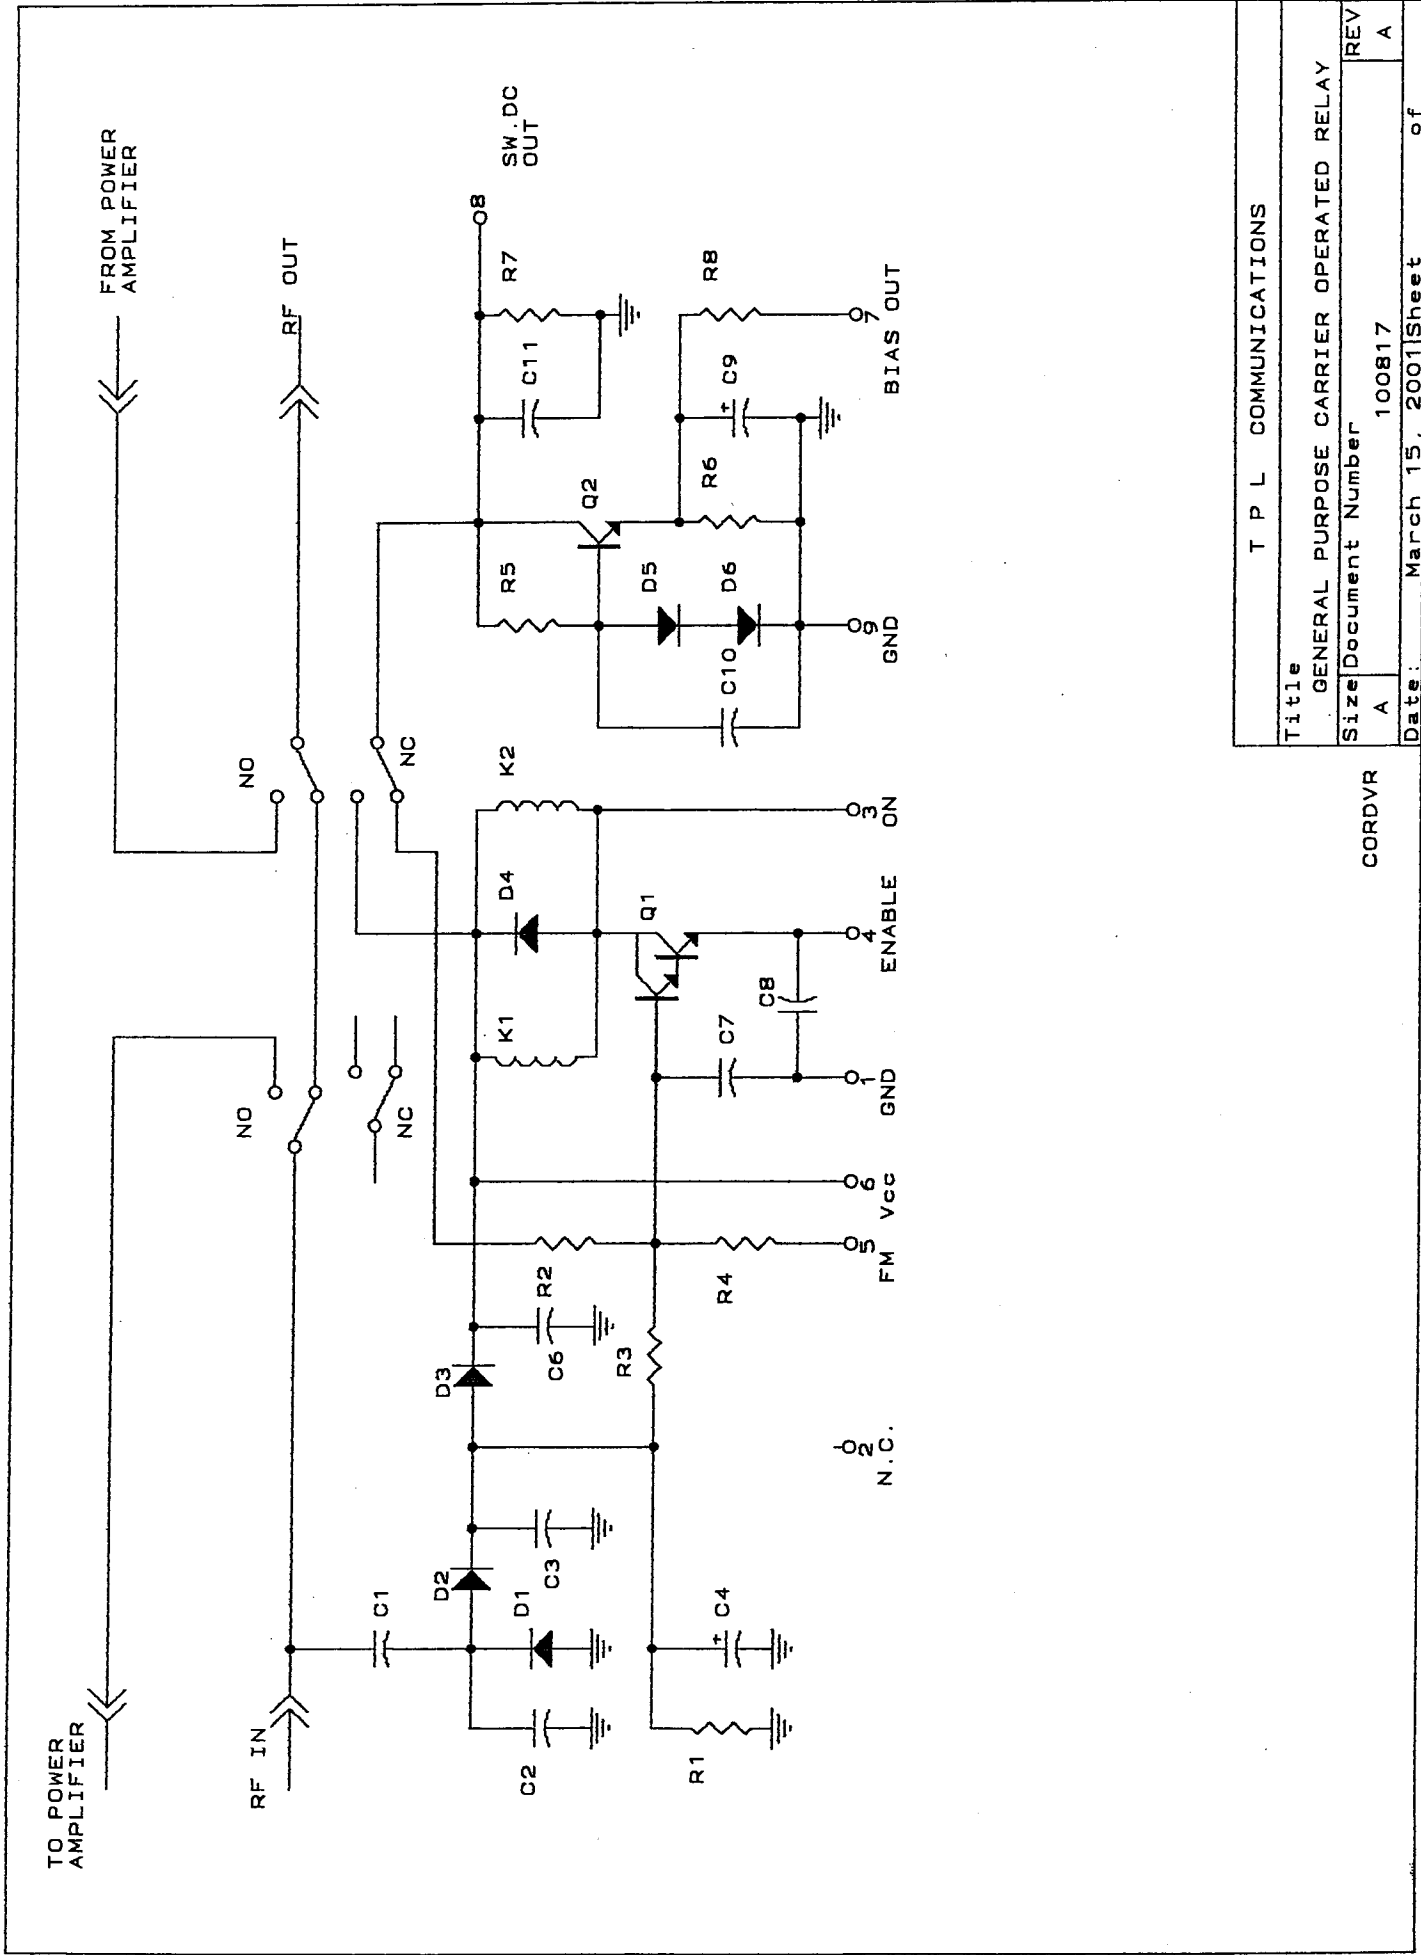 TO POWER
AMPLIFIER
FROM POWER
AMPLIFIER
RF IN
RF OUT
NO
NO
NC
NC
C1
D2
D3
D1
C2
C3
C6
R2
R1
C4
R3
R4
K1
D4
K2
Q1
C7
C8
R5
Q2
D5
D6
C10
R6
C9
R8
C11
R7
8
SW.DC
OUT
2
N.C.
5
FM
6
Vcc
1
GND
4
ENABLE
3
ON
9
GND
7
BIAS OUT
CORDVR
T P L COMMUNICATIONS
Title
GENERAL PURPOSE CARRIER OPERATED RELAY
Size Document Number REV
A 100817 A
Date: March 15, 2001 Sheet of